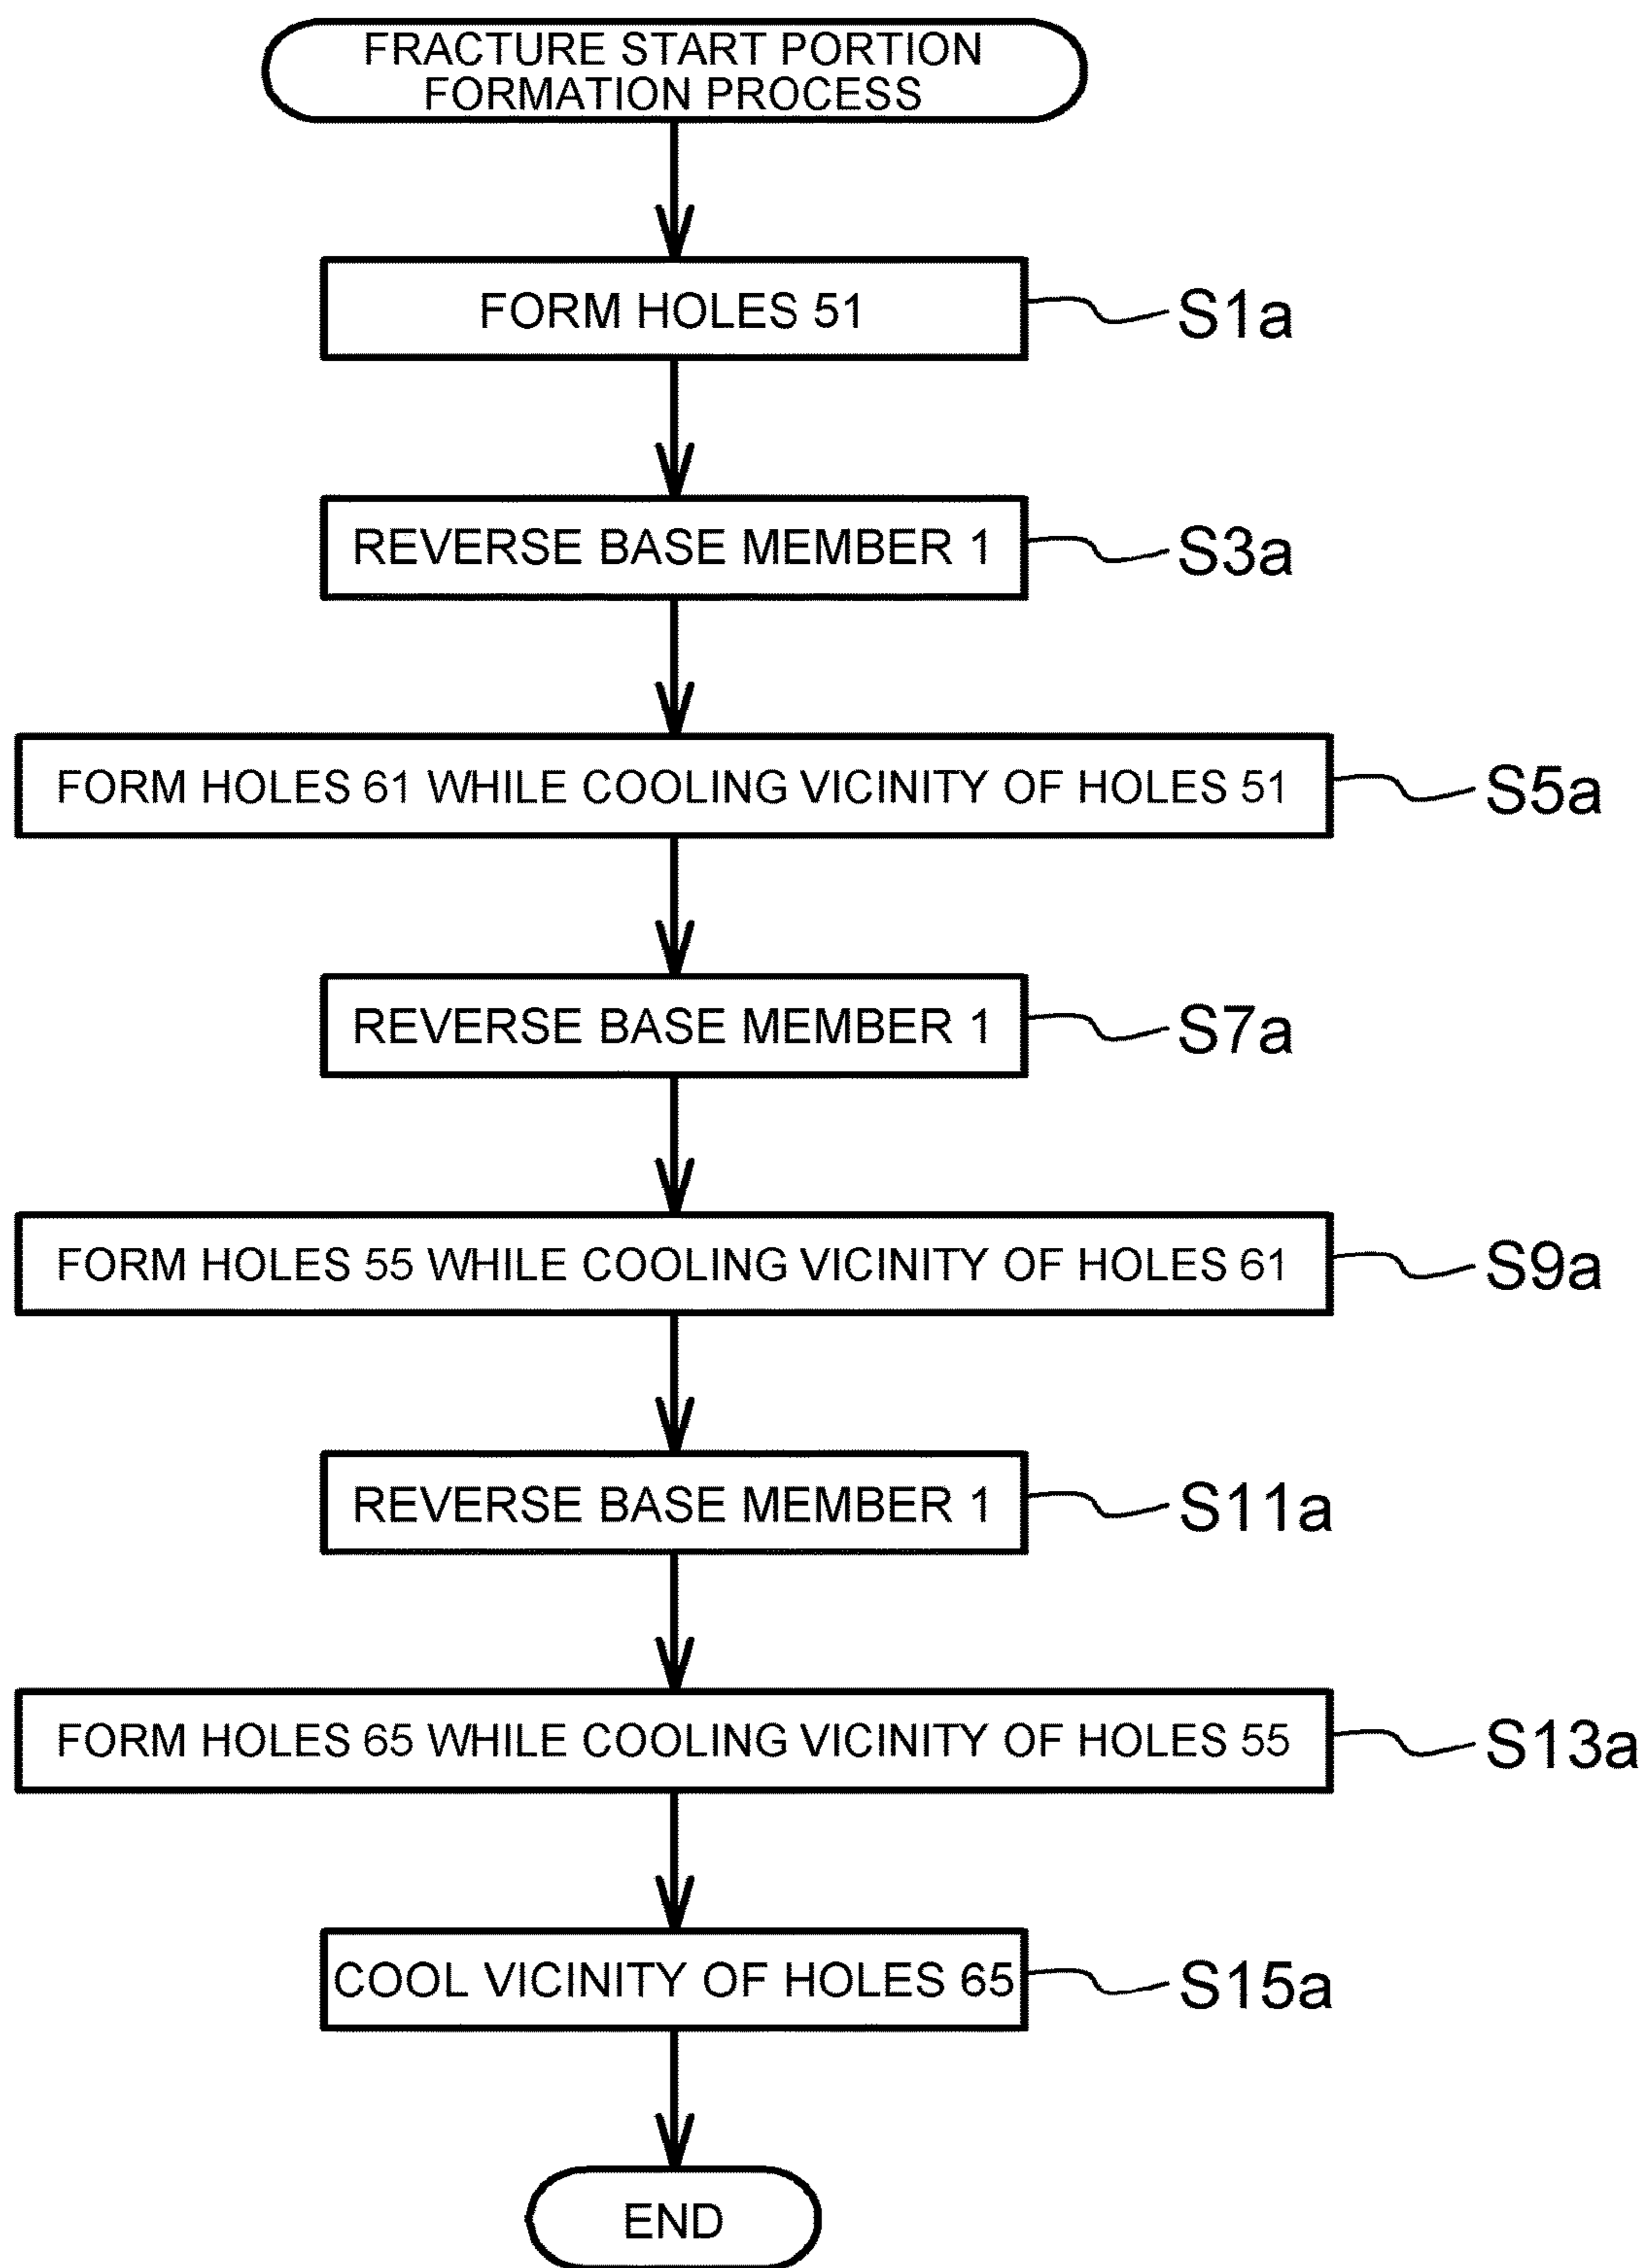 FRACTURE START PORTION
FORMATION PROCESS
FORM HOLES 51
S1a
REVERSE BASE MEMBER 1
S3a
FORM HOLES 61 WHILE COOLING VICINITY OF HOLES 51
S5a
REVERSE BASE MEMBER 1
S7a
FORM HOLES 55 WHILE COOLING VICINITY OF HOLES 61
S9a
REVERSE BASE MEMBER 1
S11a
FORM HOLES 65 WHILE COOLING VICINITY OF HOLES 55
S13a
COOL VICINITY OF HOLES 65
S15a
END